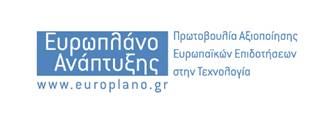 Ευρωπλάνο
Ανάπτυξης
www.europlano.gr
Πρωτοβουλία Αξιοποίησης
Ευρωπαϊκών Επιδοτήσεων
στην Τεχνολογία